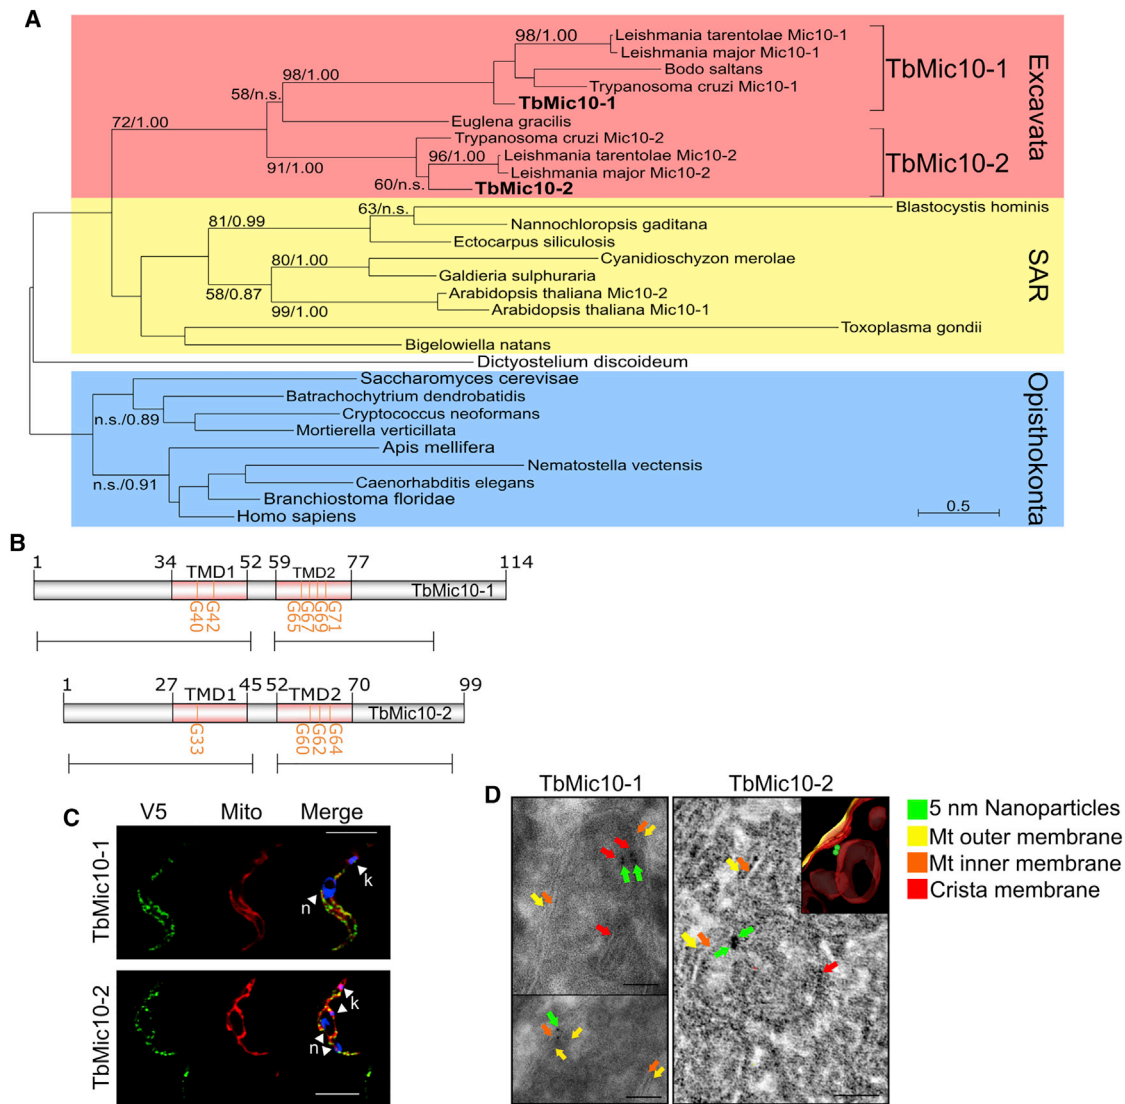 A
98/1.00
Leishmania tarentolae Mic10-1
Leishmania major Mic10-1
98/1.00
Bodo saltans
Trypanosoma cruzi Mic10-1
58/n.s.
TbMic10-1
TbMic10-1
72/1.00
Euglena gracilis
Trypanosoma cruzi Mic10-2
96/1.00
Leishmania tarentolae Mic10-2
91/1.00
Leishmania major Mic10-2
60/n.s.
TbMic10-2
TbMic10-2
Excavata
63/n.s.
Blastocystis hominis
81/0.99
Nannochloropsis gaditana
Ectocarpus siliculosis
80/1.00
Cyanidioschyzon merolae
Galdieria sulphuraria
58/0.87
Arabidopsis thaliana Mic10-2
99/1.00
Arabidopsis thaliana Mic10-1
Toxoplasma gondii
Bigelowiella natans
SAR
Dictyostelium discoideum
Saccharomyces cerevisae
Batrachochytrium dendrobatidis
n.s./0.89
Cryptococcus neoformans
Mortierella verticillata
Apis mellifera
n.s./0.91
Nematostella vectensis
Caenorhabditis elegans
Branchiostoma floridae
Homo sapiens
0.5
Opisthokonta
B
1 34 52 59 77 114
TMD1 TMD2
TbMic10-1
G40 G42 G65 G67 G69 G71
1 27 45 52 70 99
TMD1 TMD2
TbMic10-2
G33 G60 G62 G64
C
V5 Mito Merge
TbMic10-1
k
n
TbMic10-2
k
n
D
TbMic10-1 TbMic10-2
5 nm Nanoparticles
Mt outer membrane
Mt inner membrane
Crista membrane